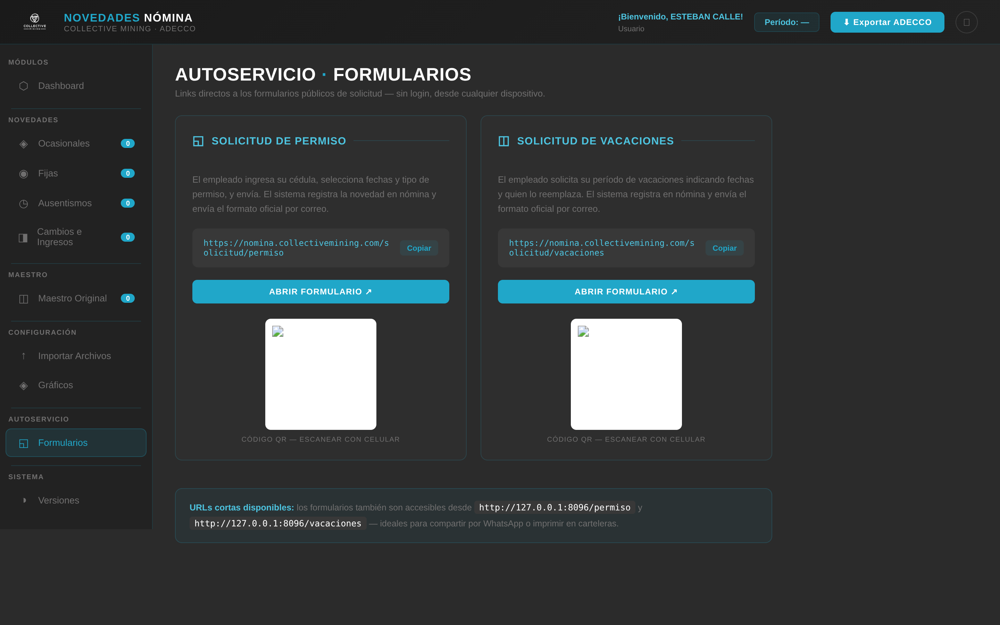 COLLECTIVE
MINING
NOVEDADES NÓMINA
COLLECTIVE MINING · ADECCO
¡Bienvenido, ESTEBAN CALLE!
Usuario
Período: —
⬇ Exportar ADECCO
MÓDULOS
Dashboard
NOVEDADES
Ocasionales 0
Fijas 0
Ausentismos 0
Cambios e
Ingresos 0
MAESTRO
Maestro Original 0
CONFIGURACIÓN
↑ Importar Archivos
Gráficos
AUTOSERVICIO
Formularios
SISTEMA
Versiones
AUTOSERVICIO · FORMULARIOS
Links directos a los formularios públicos de solicitud — sin login, desde cualquier dispositivo.
SOLICITUD DE PERMISO
El empleado ingresa su cédula, selecciona fechas y tipo de
permiso, y envía. El sistema registra la novedad en nómina y
envía el formato oficial por correo.
https://nomina.collectivemining.com/s
olicitud/permiso
Copiar
ABRIR FORMULARIO ↗
CÓDIGO QR — ESCANEAR CON CELULAR
SOLICITUD DE VACACIONES
El empleado solicita su período de vacaciones indicando fechas
y quien lo reemplaza. El sistema registra en nómina y envía el
formato oficial por correo.
https://nomina.collectivemining.com/s
olicitud/vacaciones
Copiar
ABRIR FORMULARIO ↗
CÓDIGO QR — ESCANEAR CON CELULAR
URLs cortas disponibles: los formularios también son accesibles desde http://127.0.0.1:8096/permiso y
http://127.0.0.1:8096/vacaciones — ideales para compartir por WhatsApp o imprimir en carteleras.